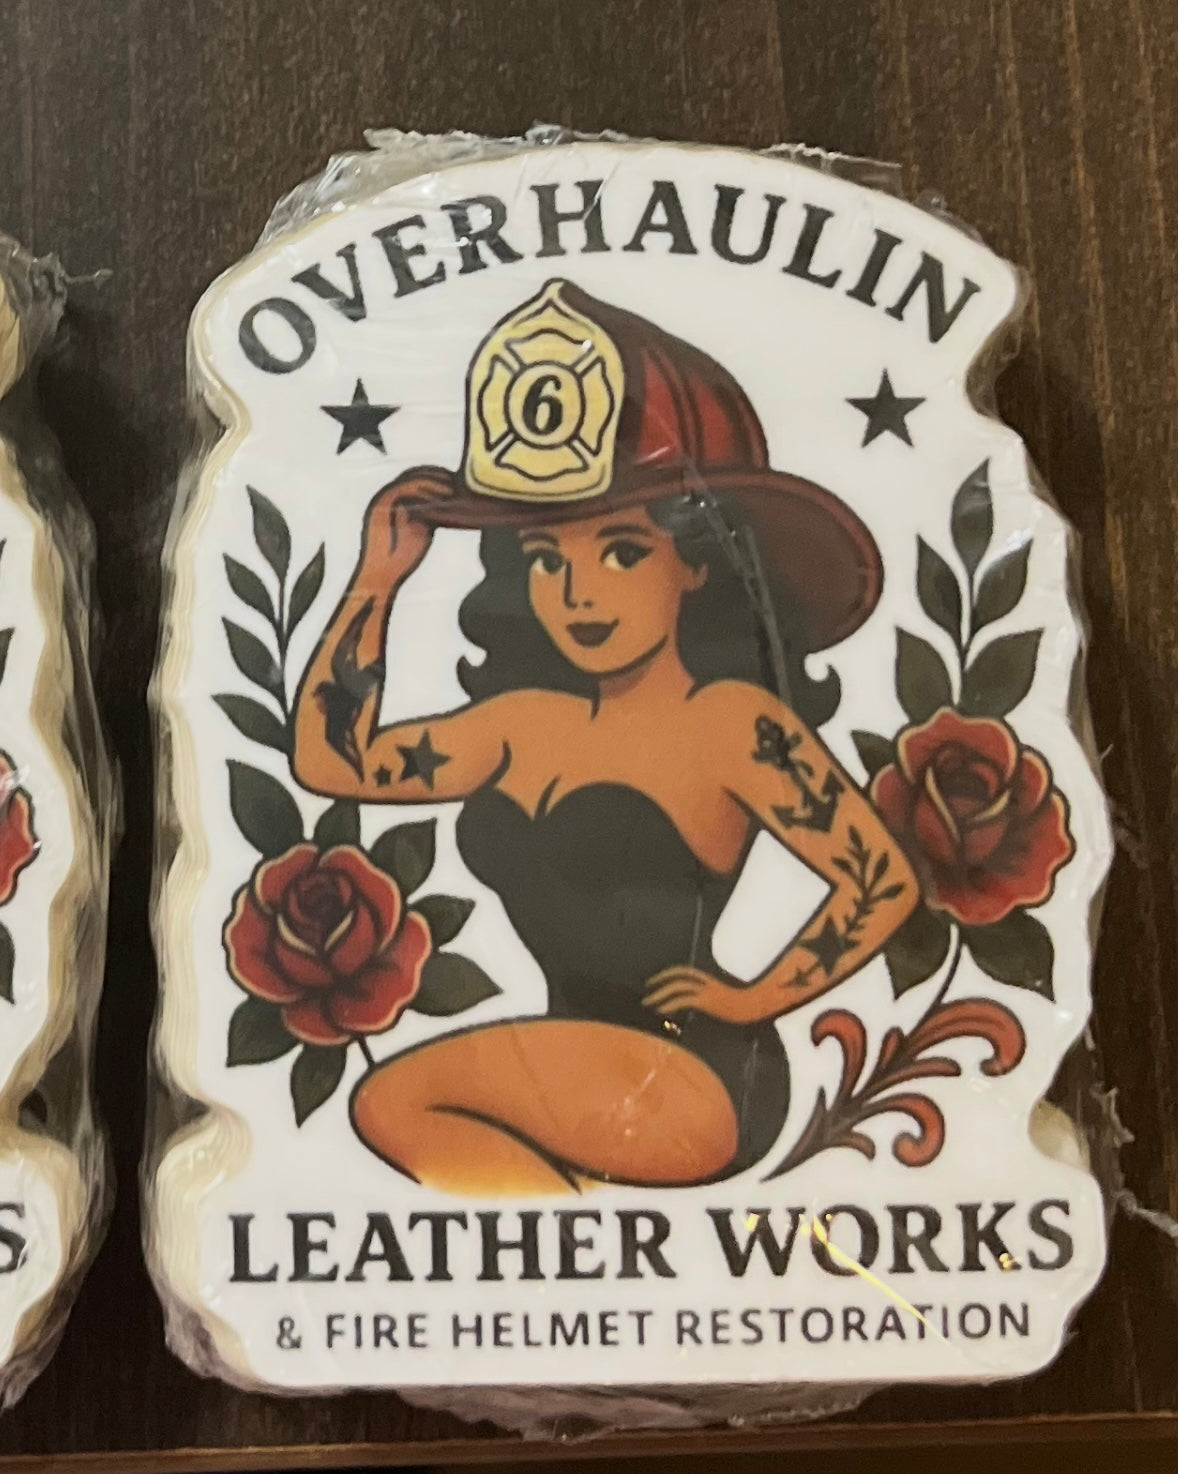 OVERHAULIN
6
LEATHER WORKS
& FIRE HELMET RESTORATION
S